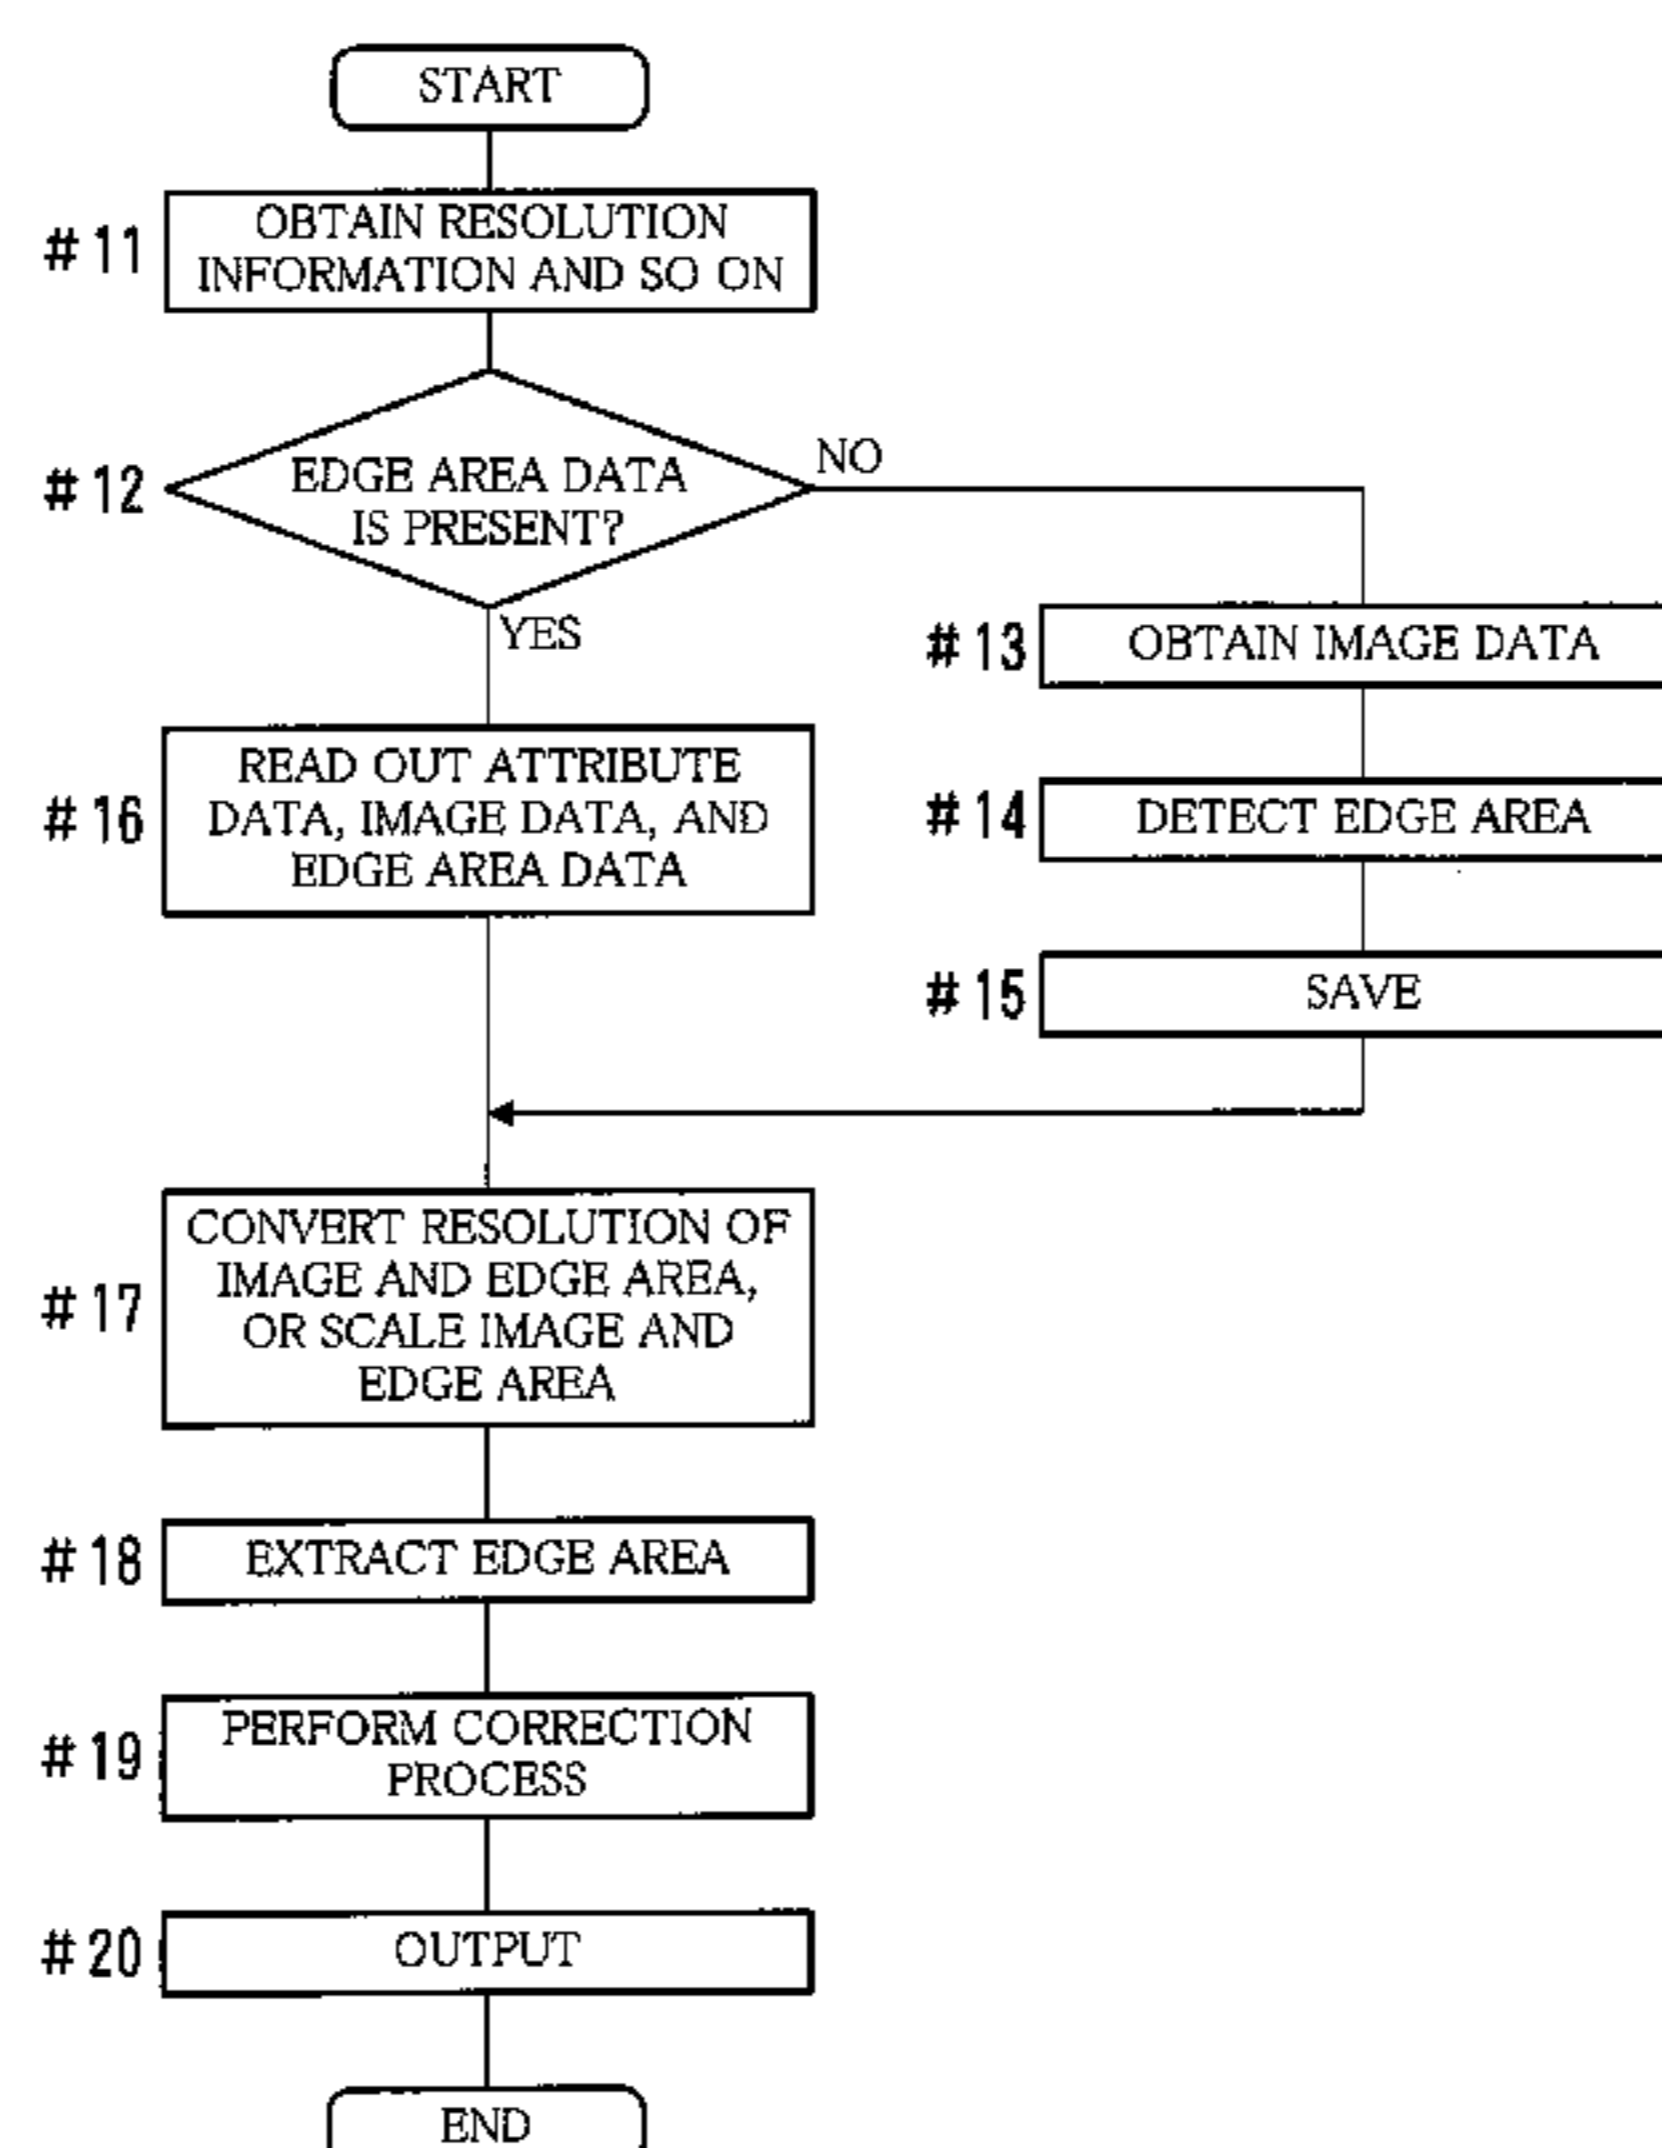 START
#11
OBTAIN RESOLUTION
INFORMATION AND SO ON
#12
EDGE AREA DATA
IS PRESENT?
NO
YES
#13
OBTAIN IMAGE DATA
#14
DETECT EDGE AREA
#15
SAVE
#16
READ OUT ATTRIBUTE
DATA, IMAGE DATA, AND
EDGE AREA DATA
#17
CONVERT RESOLUTION OF
IMAGE AND EDGE AREA,
OR SCALE IMAGE AND
EDGE AREA
#18
EXTRACT EDGE AREA
#19
PERFORM CORRECTION
PROCESS
#20
OUTPUT
END